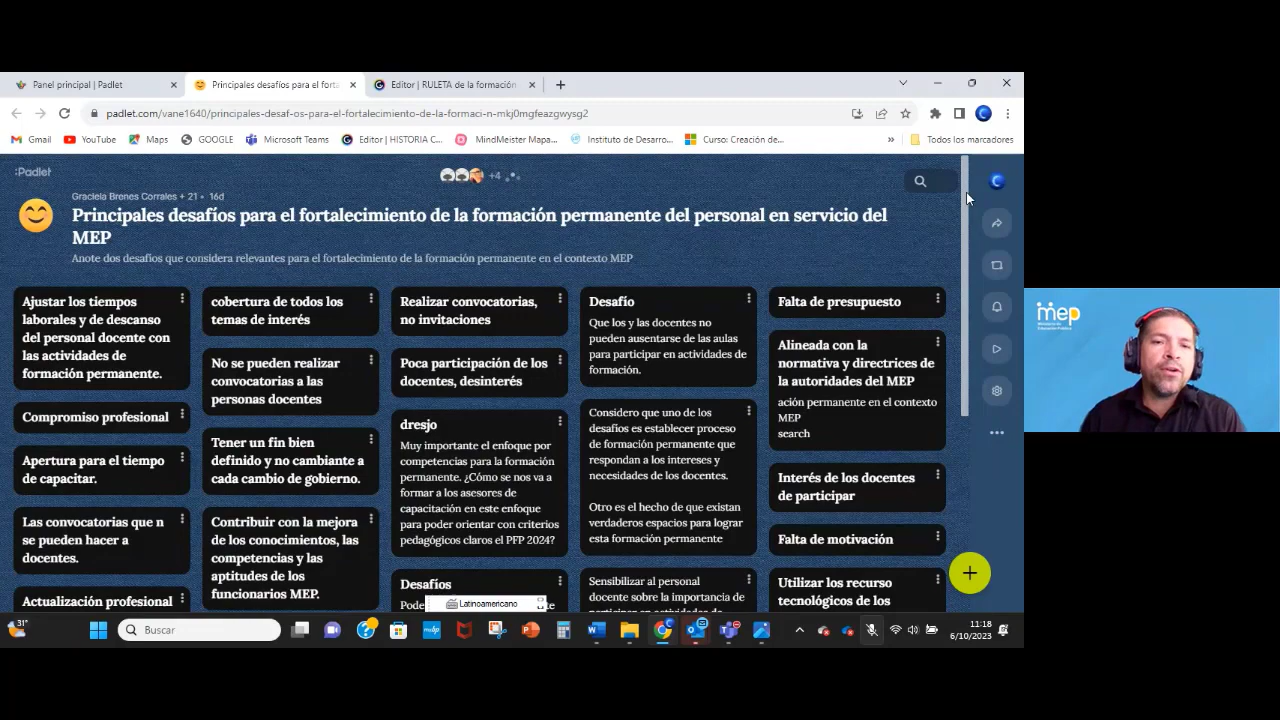 Panel principal | Padlet
Principales desafíos para el forta
Editor | RULETA de la formación
padlet.com/vane1640/principales-desaf-os-para-el-fortalecimiento-de-la-formaci-n-mkj0mgfeazgwysg2
Gmail
YouTube
Maps
GOOGLE
Microsoft Teams
Editor | HISTORIA C...
MindMeister Mapa...
Instituto de Desarro...
Curso: Creación de...
»
Todos los marcadores
:Padlet
+4
Graciela Brenes Corrales + 21 • 16d
Principales desafíos para el fortalecimiento de la formación permanente del personal en servicio del
MEP
Anote dos desafíos que considera relevantes para el fortalecimiento de la formación permanente en el contexto MEP
Ajustar los tiempos
laborales y de descanso
del personal docente con
las actividades de
formación permanente.
Compromiso profesional
Apertura para el tiempo
de capacitar.
Las convocatorias que n
se pueden hacer a
docentes.
Actualización profesional
cobertura de todos los
temas de interés
No se pueden realizar
convocatorias a las
personas docentes
Tener un fin bien
definido y no cambiante a
cada cambio de gobierno.
Contribuir con la mejora
de los conocimientos, las
competencias y las
aptitudes de los
funcionarios MEP.
Realizar convocatorias,
no invitaciones
Poca participación de los
docentes, desinterés
dresjo
Muy importante el enfoque por
competencias para la formación
permanente. ¿Cómo se nos va a
formar a los asesores de
capacitación en este enfoque
para poder orientar con criterios
pedagógicos claros el PFP 2024?
Desafíos
Desafío
Que los y las docentes no
pueden ausentarse de las aulas
para participar en actividades de
formación.
Considero que uno de los
desafíos es establecer proceso
de formación permanente que
respondan a los intereses y
necesidades de los docentes.
Otro es el hecho de que existan
verdaderos espacios para lograr
esta formación permanente
Sensibilizar al personal
docente sobre la importancia
Falta de presupuesto
Alineada con la
normativa y directrices de
la autoridades del MEP
ación permanente en el contexto
MEP
search
Interés de los docentes
de participar
Falta de motivación
Utilizar los recurso
tecnológicos de los
Latinoamericano
mep
Ministerio de
Educación Pública
31°
Buscar
11:18
6/10/2023